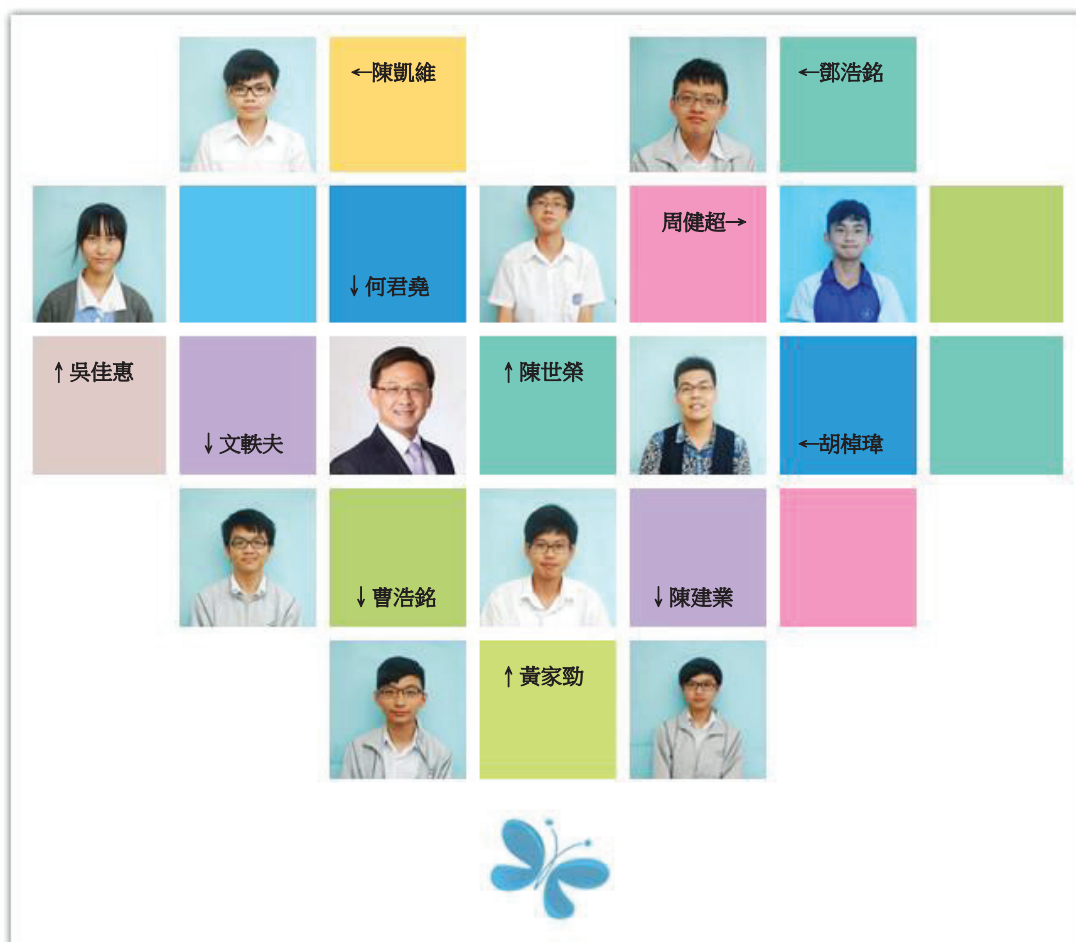 ←陳凱維
←鄧浩銘
周健超→
↓何君堯
↑吳佳惠
↑陳世榮
↓文軼夫
←胡棹瑋
↓曹浩銘
↓陳建業
↑黃家勁